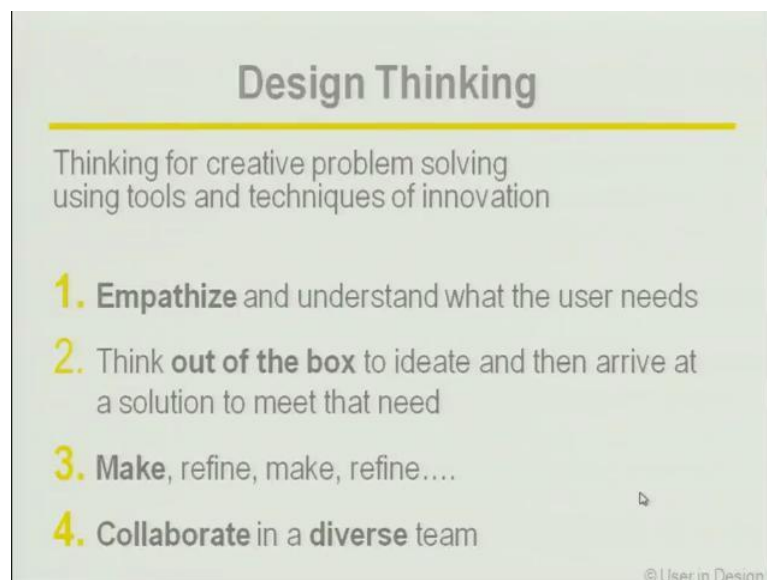 Design Thinking
Thinking for creative problem solving
using tools and techniques of innovation
1. Empathize and understand what the user needs
2. Think out of the box to ideate and then arrive at
a solution to meet that need
3. Make, refine, make, refine....
4. Collaborate in a diverse team
© User in Design